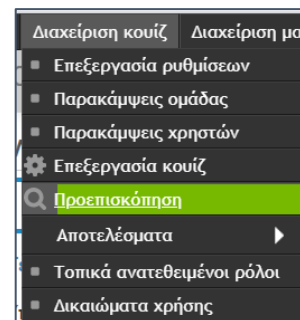 Διαχείριση κουίζ Διαχείριση μα
Επεξεργασία ρυθμίσεων
Παρακάμψεις ομάδας
Παρακάμψεις χρηστών
Επεξεργασία κουίζ
Προεπισκόπηση
Αποτελέσματα
Τοπικά ανατεθειμένοι ρόλοι
Δικαιώματα χρήσης